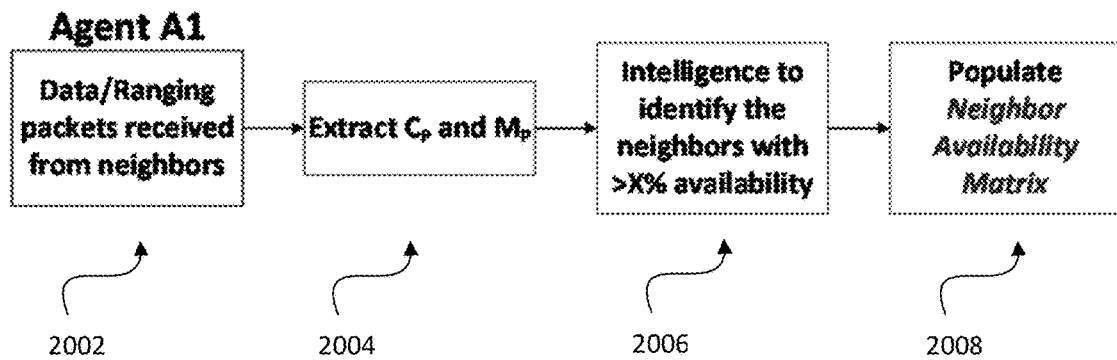 Agent A1
Data/Ranging
packets received
from neighbors
Extract Cₚ and Mₚ
Intelligence to
identify the
neighbors with
>X% availability
Populate
Neighbor
Availability
Matrix
2002
2004
2006
2008